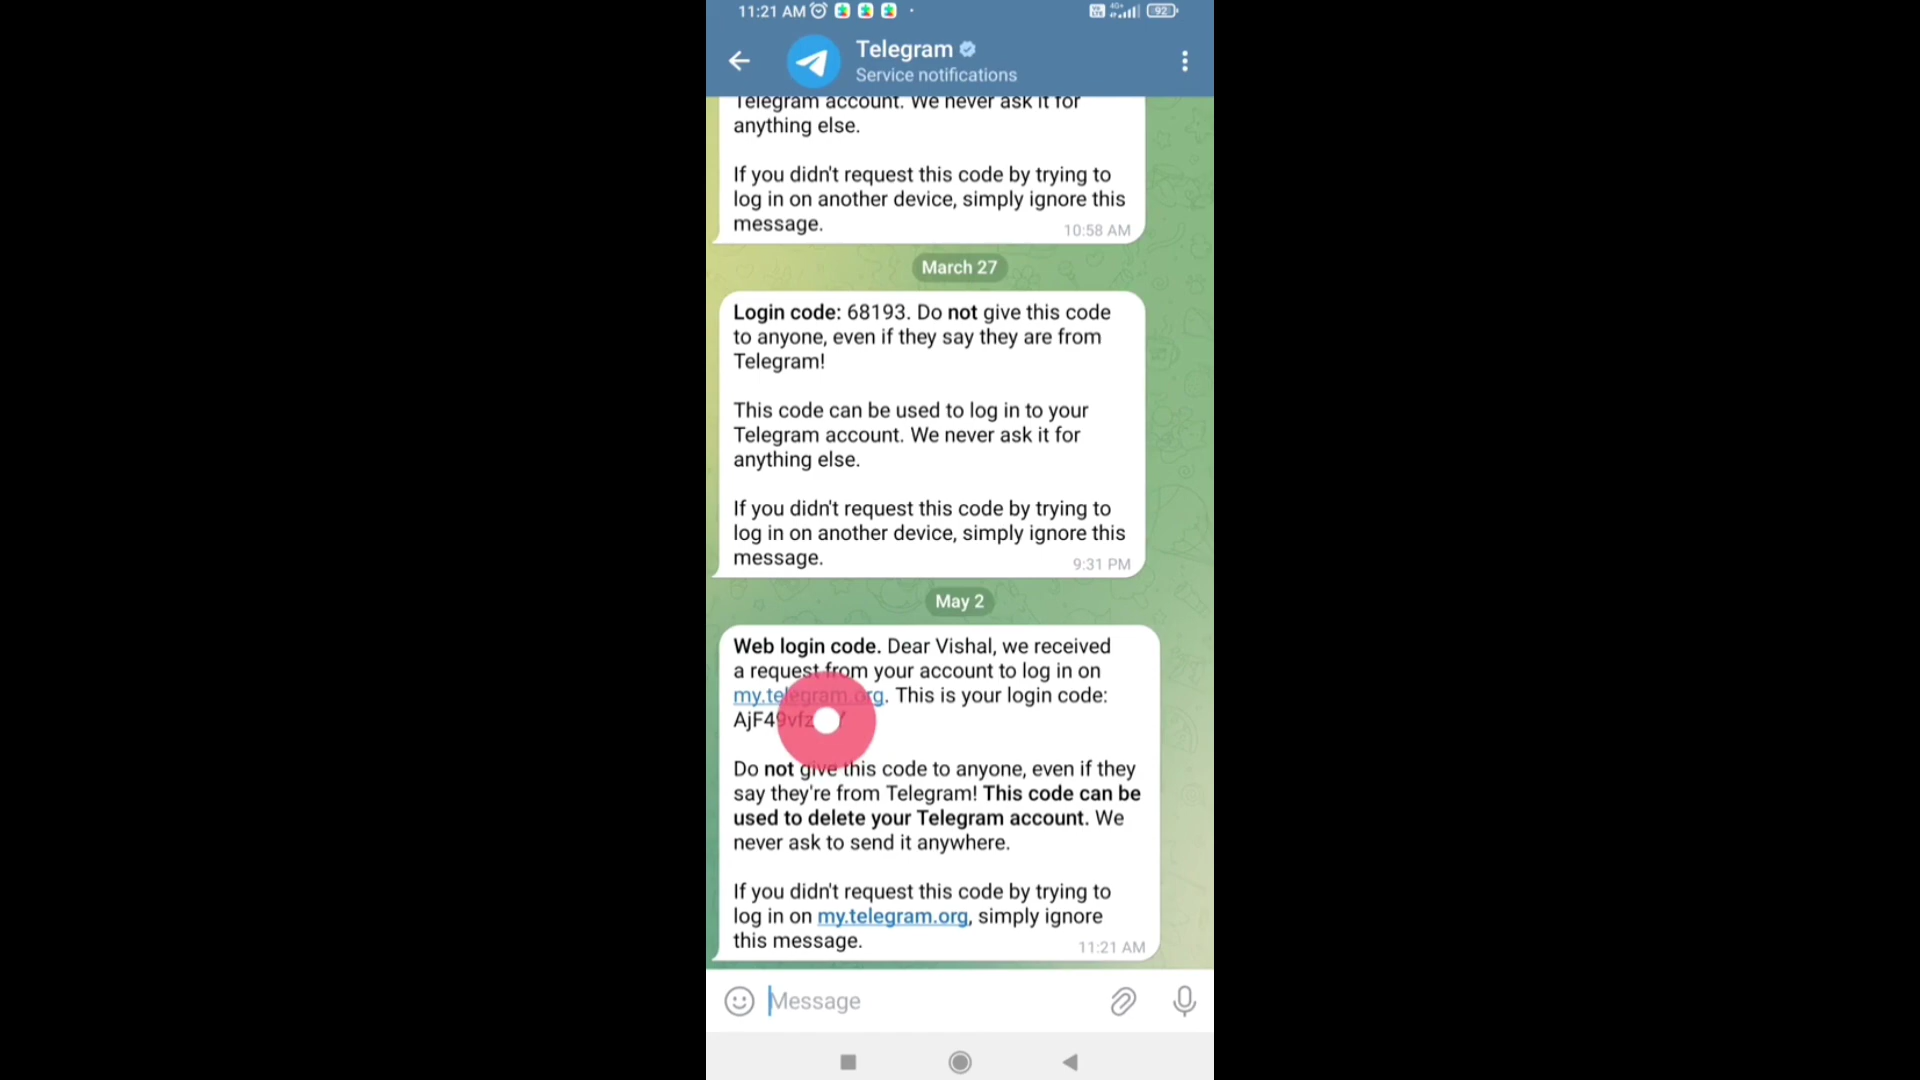 11:21 AM
92
Telegram
Service notifications
Telegram account. We never ask it for
anything else.
If you didn't request this code by trying to
log in on another device, simply ignore this
message.
10:58 AM
March 27
Login code: 68193. Do not give this code
to anyone, even if they say they are from
Telegram!
This code can be used to log in to your
Telegram account. We never ask it for
anything else.
If you didn't request this code by trying to
log in on another device, simply ignore this
message.
9:31 PM
May 2
Web login code. Dear Vishal, we received
a request from your account to log in on
my.telegram.org. This is your login code:
Do not give this code to anyone, even if they
say they're from Telegram! This code can be
used to delete your Telegram account. We
never ask to send it anywhere.
If you didn't request this code by trying to
log in on my.telegram.org, simply ignore
this message.
11:21 AM
Message